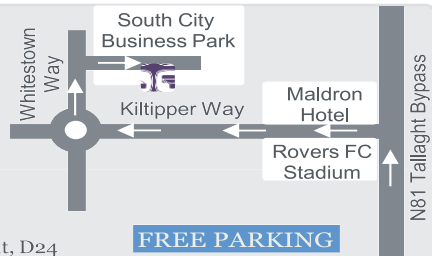 South City
Business Park
Whitestown
Way
Kiltipper Way
Maldron
Hotel
Rovers FC
Stadium
N81 Tallaght Bypass
FREE PARKING
t, D24